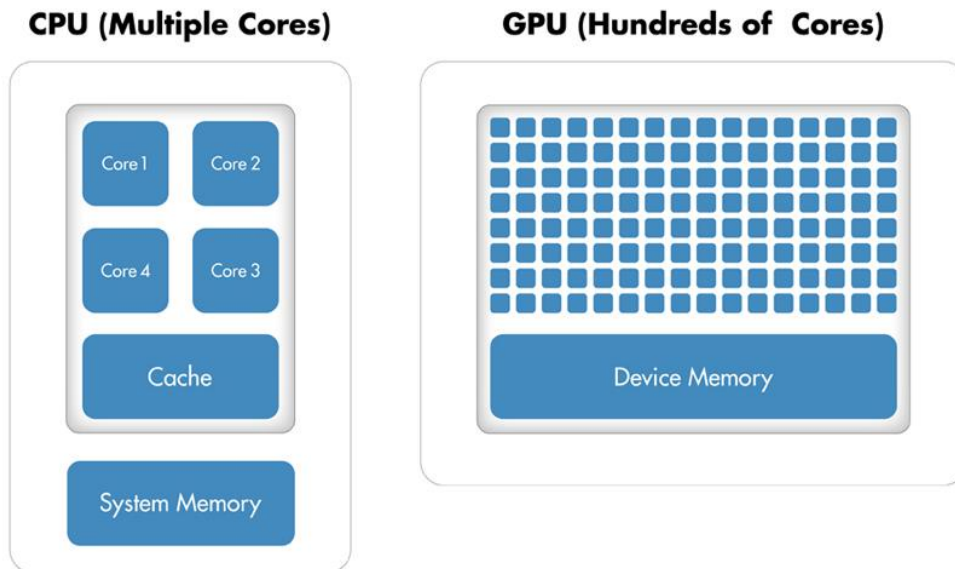 CPU (Multiple Cores)
GPU (Hundreds of  Cores)
Core 1
Core 2
Core 4
Core 3
Cache
System Memory
Device Memory